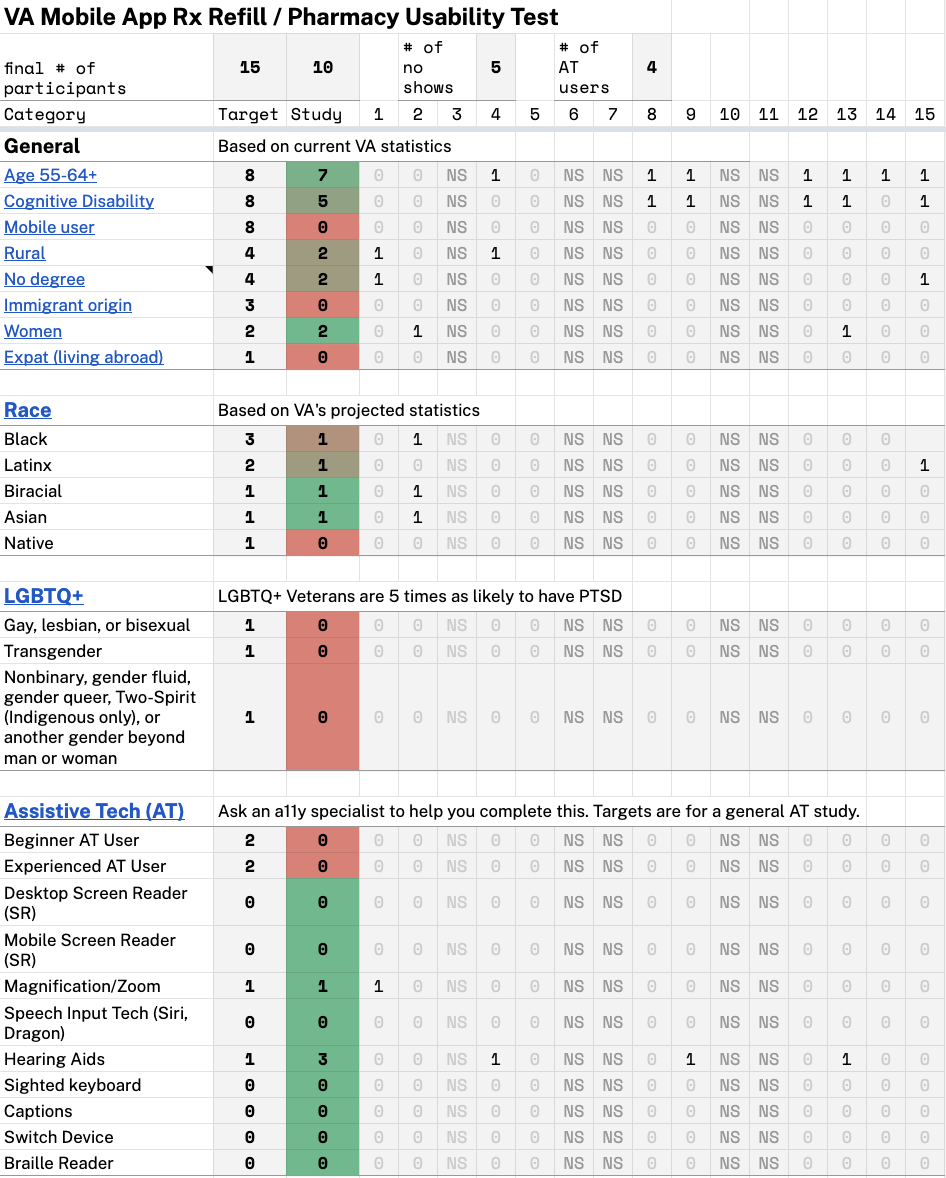 VA Mobile App Rx Refill / Pharmacy Usability Test
final # of participants 15 10 # of no shows 5 # of AT users 4
Category Target Study 1 2 3 4 5 6 7 8 9 10 11 12 13 14 15
General Based on current VA statistics
Age 55-64+ 8 7 0 0 NS 1 0 NS NS 1 1 NS NS 1 1 1 1
Cognitive Disability 8 5 0 0 NS 0 0 NS NS 1 1 NS NS 1 1 0 1
Mobile user 8 0 0 0 NS 0 0 NS NS 0 0 NS NS 0 0 0 0
Rural 4 2 1 0 NS 1 0 NS NS 0 0 NS NS 0 0 0 0
No degree 4 2 1 0 NS 0 0 NS NS 0 0 NS NS 0 0 0 1
Immigrant origin 3 0 0 0 NS 0 0 NS NS 0 0 NS NS 0 0 0 0
Women 2 2 0 1 NS 0 0 NS NS 0 0 NS NS 0 1 0 0
Expat (living abroad) 1 0 0 0 NS 0 0 NS NS 0 0 NS NS 0 0 0 0
Race Based on VA's projected statistics
Black 3 1 0 1 NS 0 0 NS NS 0 0 NS NS 0 0 0
Latinx 2 1 0 0 NS 0 0 NS NS 0 0 NS NS 0 0 0 1
Biracial 1 1 0 1 NS 0 0 NS NS 0 0 NS NS 0 0 0 0
Asian 1 1 0 1 NS 0 0 NS NS 0 0 NS NS 0 0 0 0
Native 1 0 0 0 NS 0 0 NS NS 0 0 NS NS 0 0 0 0
LGBTQ+ LGBTQ+ Veterans are 5 times as likely to have PTSD
Gay, lesbian, or bisexual 1 0 0 0 NS 0 0 NS NS 0 0 NS NS 0 0 0 0
Transgender 1 0 0 0 NS 0 0 NS NS 0 0 NS NS 0 0 0 0
Nonbinary, gender fluid,
gender queer, Two-Spirit
(Indigenous only), or
another gender beyond
man or woman 1 0 0 0 NS 0 0 NS NS 0 0 NS NS 0 0 0 0
Assistive Tech (AT) Ask an a11y specialist to help you complete this. Targets are for a general AT study.
Beginner AT User 2 0 0 0 NS 0 0 NS NS 0 0 NS NS 0 0 0 0
Experienced AT User 2 0 0 0 NS 0 0 NS NS 0 0 NS NS 0 0 0 0
Desktop Screen Reader
(SR) 0 0 0 0 NS 0 0 NS NS 0 0 NS NS 0 0 0 0
Mobile Screen Reader
(SR) 0 0 0 0 NS 0 0 NS NS 0 0 NS NS 0 0 0 0
Magnification/Zoom 1 1 1 0 NS 0 0 NS NS 0 0 NS NS 0 0 0 0
Speech Input Tech (Siri,
Dragon) 0 0 0 0 NS 0 0 NS NS 0 0 NS NS 0 0 0 0
Hearing Aids 1 3 0 0 NS 1 0 NS NS 0 1 NS NS 0 1 0 0
Sighted keyboard 0 0 0 0 NS 0 0 NS NS 0 0 NS NS 0 0 0 0
Captions 0 0 0 0 NS 0 0 NS NS 0 0 NS NS 0 0 0 0
Switch Device 0 0 0 0 NS 0 0 NS NS 0 0 NS NS 0 0 0 0
Braille Reader 0 0 0 0 NS 0 0 NS NS 0 0 NS NS 0 0 0 0